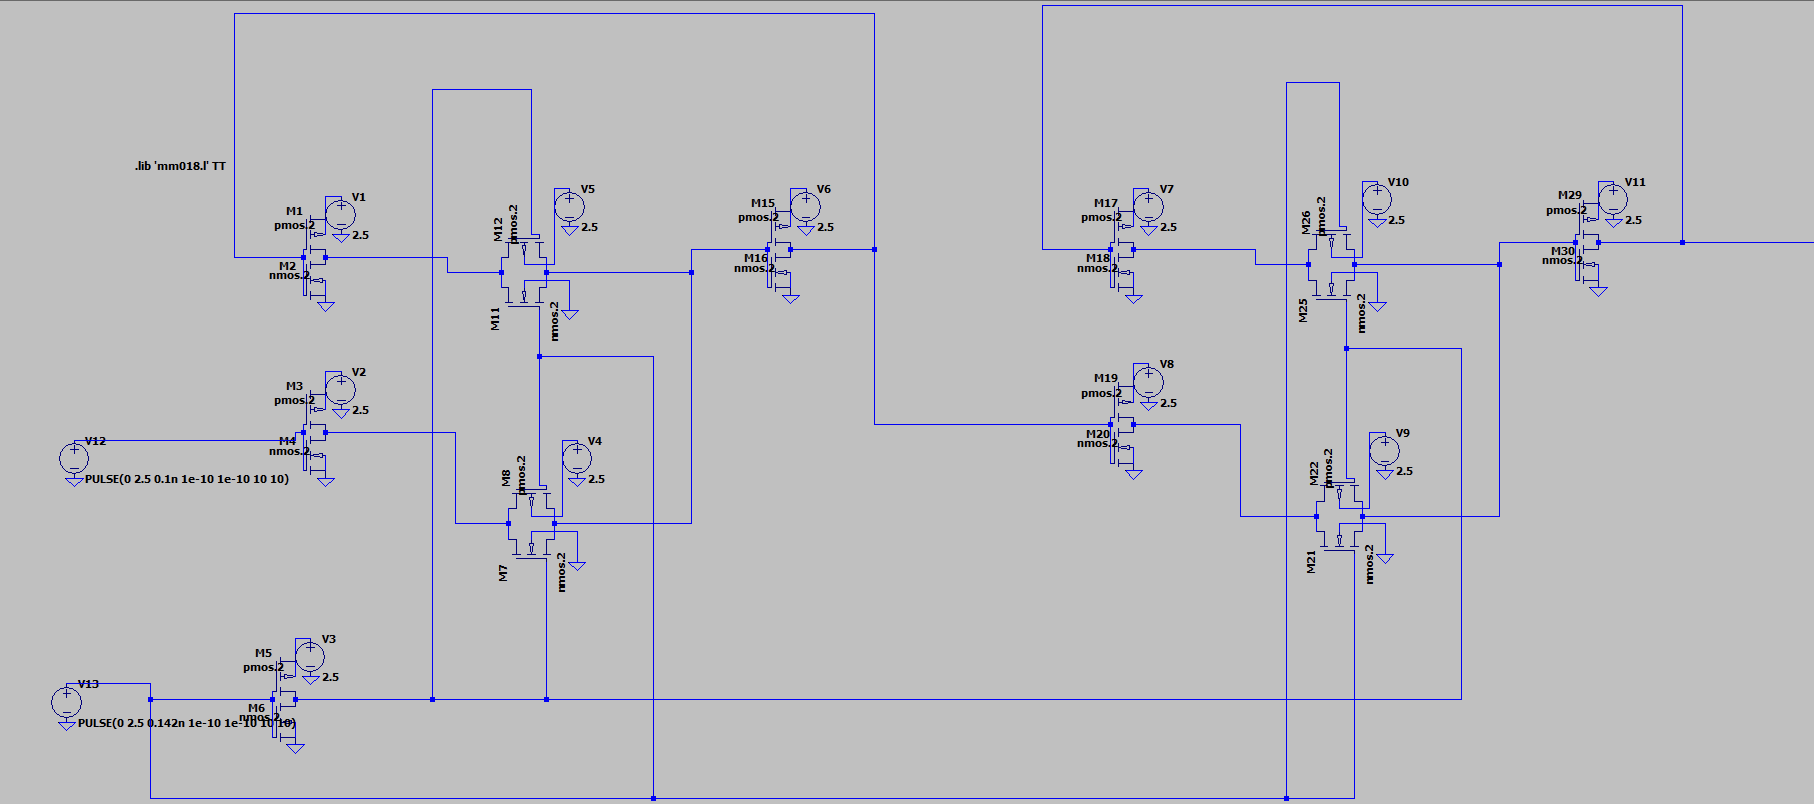 .lib 'mm018.l' TT
M1
pmos.2
V1
2.5
M2
nmos.2
M12
pmos.2
V5
2.5
M11
nmos.2
M15
pmos.2
V6
2.5
M16
nmos.2
M17
pmos.2
V7
2.5
M18
nmos.2
M26
pmos.2
V10
2.5
M25
nmos.2
M29
pmos.2
V11
2.5
M30
nmos.2
V12
PULSE(0 2.5 0.1n 1e-10 1e-10 10 10)
M3
pmos.2
V2
2.5
M4
nmos.2
M8
pmos.2
V4
2.5
M7
nmos.2
M19
pmos.2
V8
2.5
M20
nmos.2
M22
pmos.2
V9
2.5
M21
nmos.2
V13
PULSE(0 2.5 0.142n 1e-10 1e-10 10 10)
M5
pmos.2
V3
2.5
M6
nmos.2